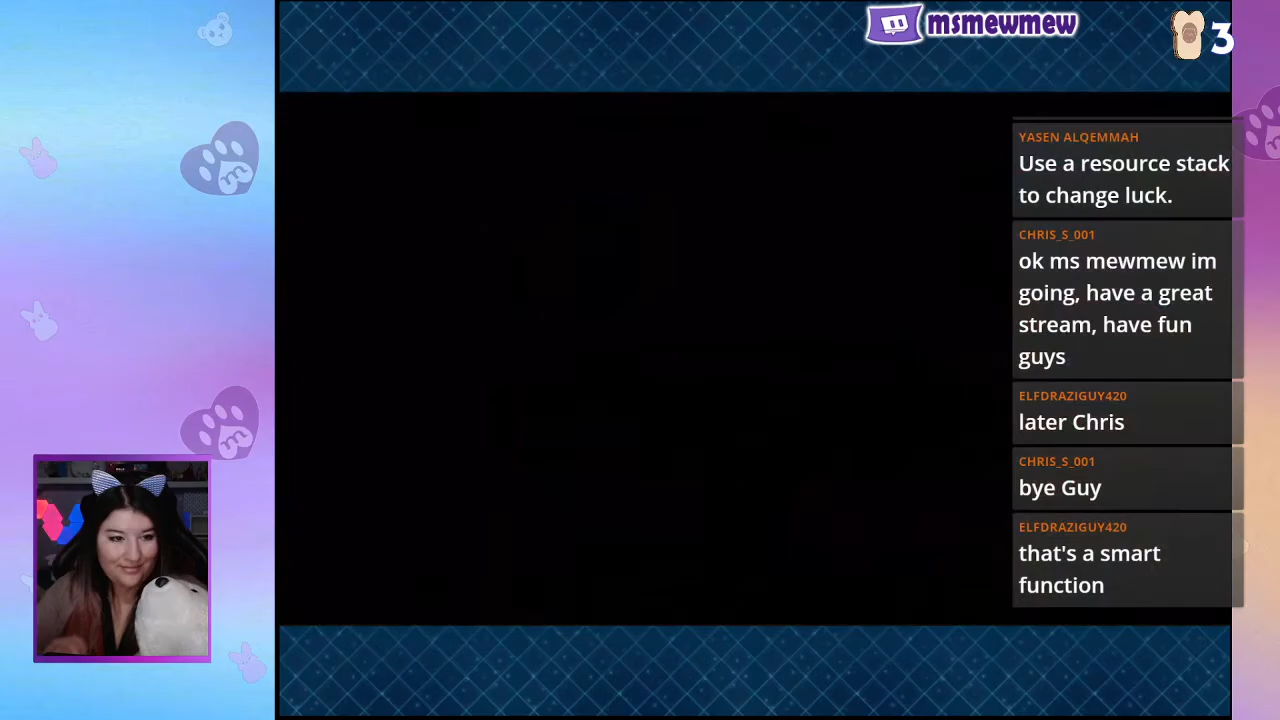 msmewmew
3
YASEN ALQEMMAH
Use a resource stack
to change luck.
CHRIS_S_001
ok ms mewmew im
going, have a great
stream, have fun
guys
ELFDRAZIGUY420
later Chris
CHRIS_S_001
bye Guy
ELFDRAZIGUY420
that's a smart
function